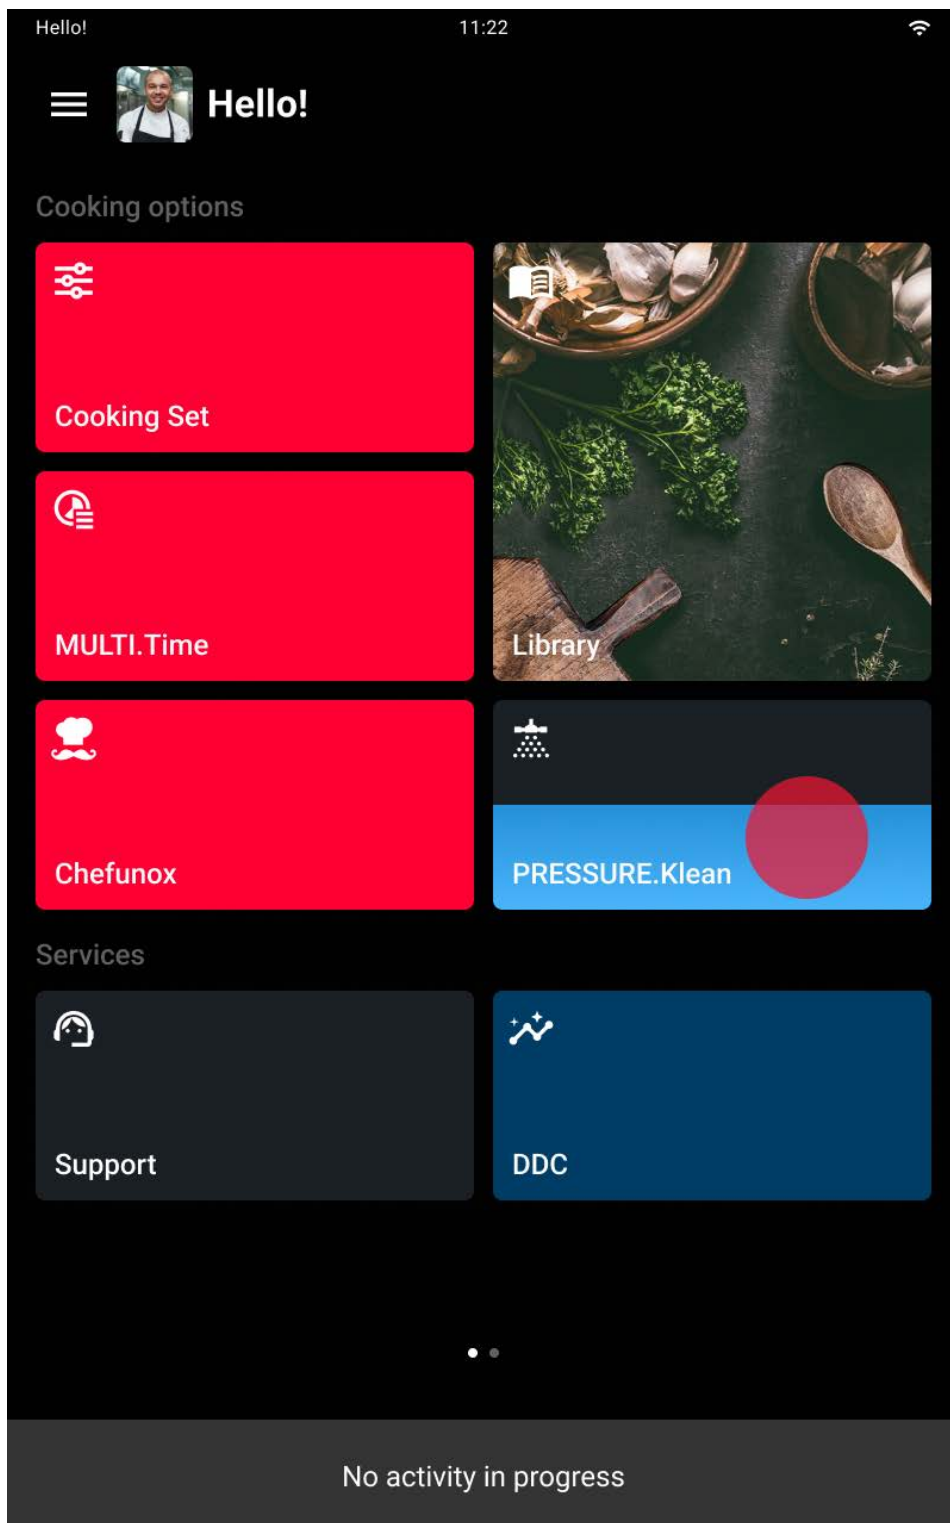 Hello!
11:22
Hello!
Cooking options
Cooking Set
MULTI.Time
Library
Chefunox
PRESSURE.Klean
Services
Support
DDC
No activity in progress